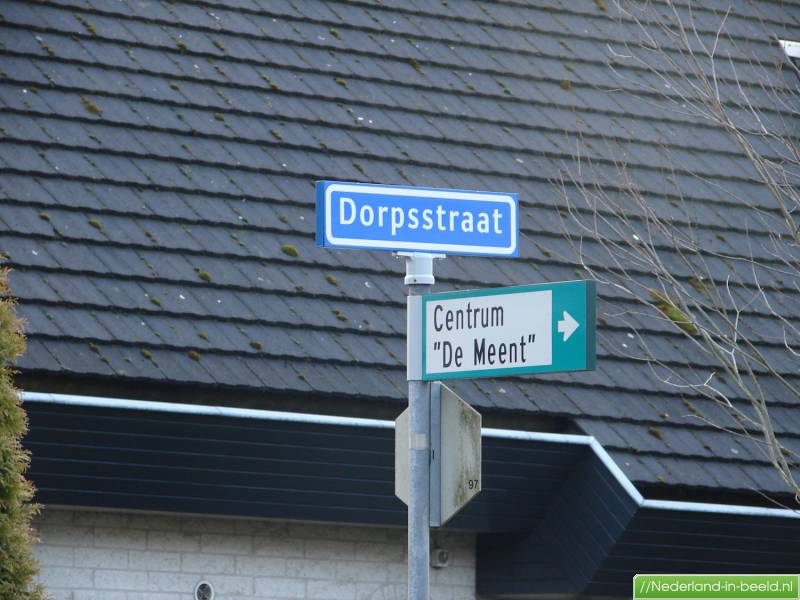 Dorpsstraat
Centrum
"De Meent"
97
//Nederland-in-beeld.nl